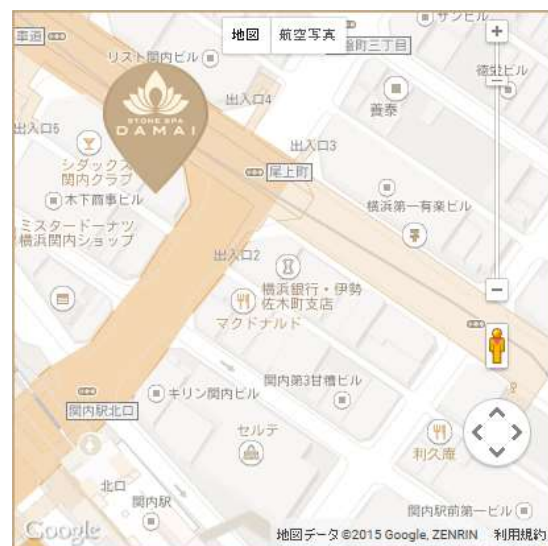 サンビル
車道
地図 航空写真
町三丁目
リスト関内ビル
徳栄ビル
出入口4
善泰
STONE SPA
DAMAI
出入口5
出入口3
シダックス
関内クラブ
尾上町
木下商事ビル
横浜第一有楽ビル
ミスタードーナツ
横浜関内ショップ
出入口2
横浜銀行・伊勢
佐木町支店
マクドナルド
関内第3甘糟ビル
キリン関内ビル
関内駅北口
セルテ
利久庵
北口
関内駅
関内駅前第一ビル
Google
地図データ ©2015 Google, ZENRIN 利用規約